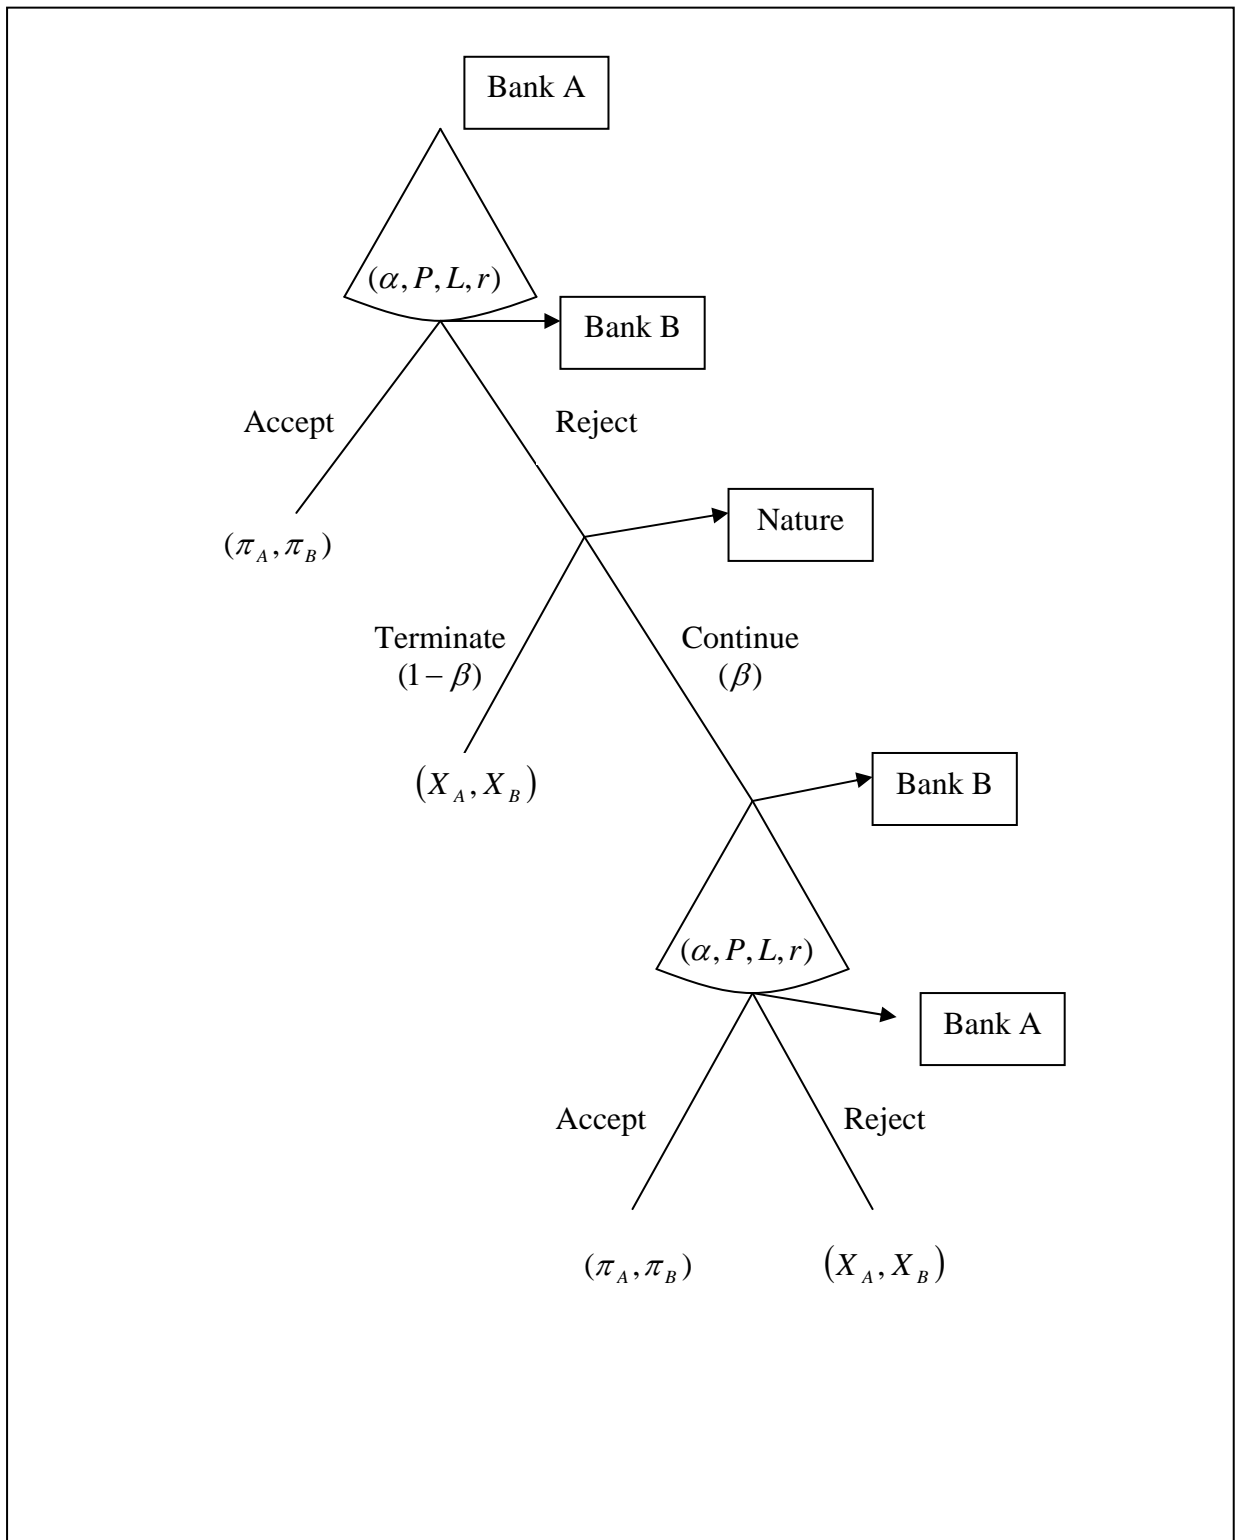 Bank A
(α, P, L, r)
Bank B
Accept
Reject
Nature
(π_A, π_B)
Terminate
(1 – β)
Continue
(β)
(X_A, X_B)
Bank B
(α, P, L, r)
Bank A
Accept
Reject
(π_A, π_B)
(X_A, X_B)